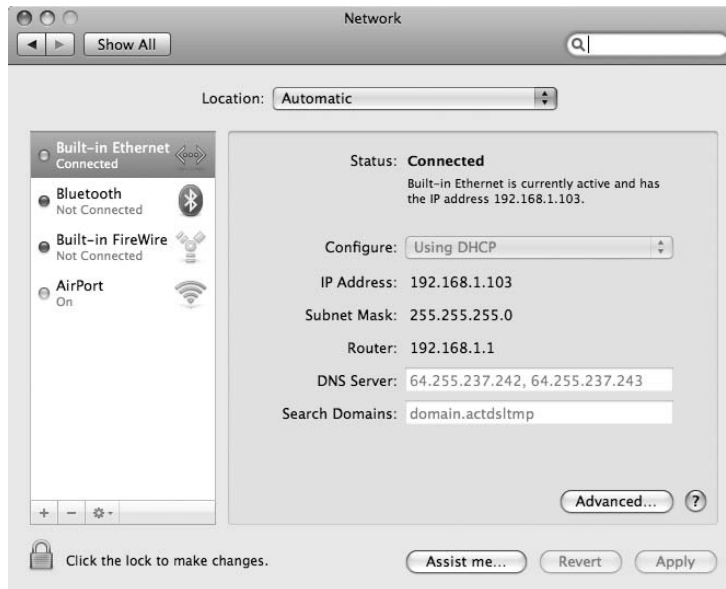 Network
Show All
Location: Automatic
Built-in Ethernet
Connected
Bluetooth
Not Connected
Built-in FireWire
Not Connected
AirPort
On
Status: Connected
Built-in Ethernet is currently active and has
the IP address 192.168.1.103.
Configure: Using DHCP
IP Address: 192.168.1.103
Subnet Mask: 255.255.255.0
Router: 192.168.1.1
DNS Server: 64.255.237.242, 64.255.237.243
Search Domains: domain.actdsltmp
Advanced... ?
Click the lock to make changes.
Assist me... Revert Apply